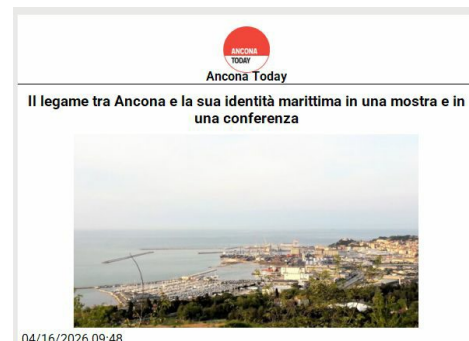 ANCONA
TODAY
Ancona Today
Il legame tra Ancona e la sua identità marittima in una mostra e in
una conferenza
04/16/2026 09:48